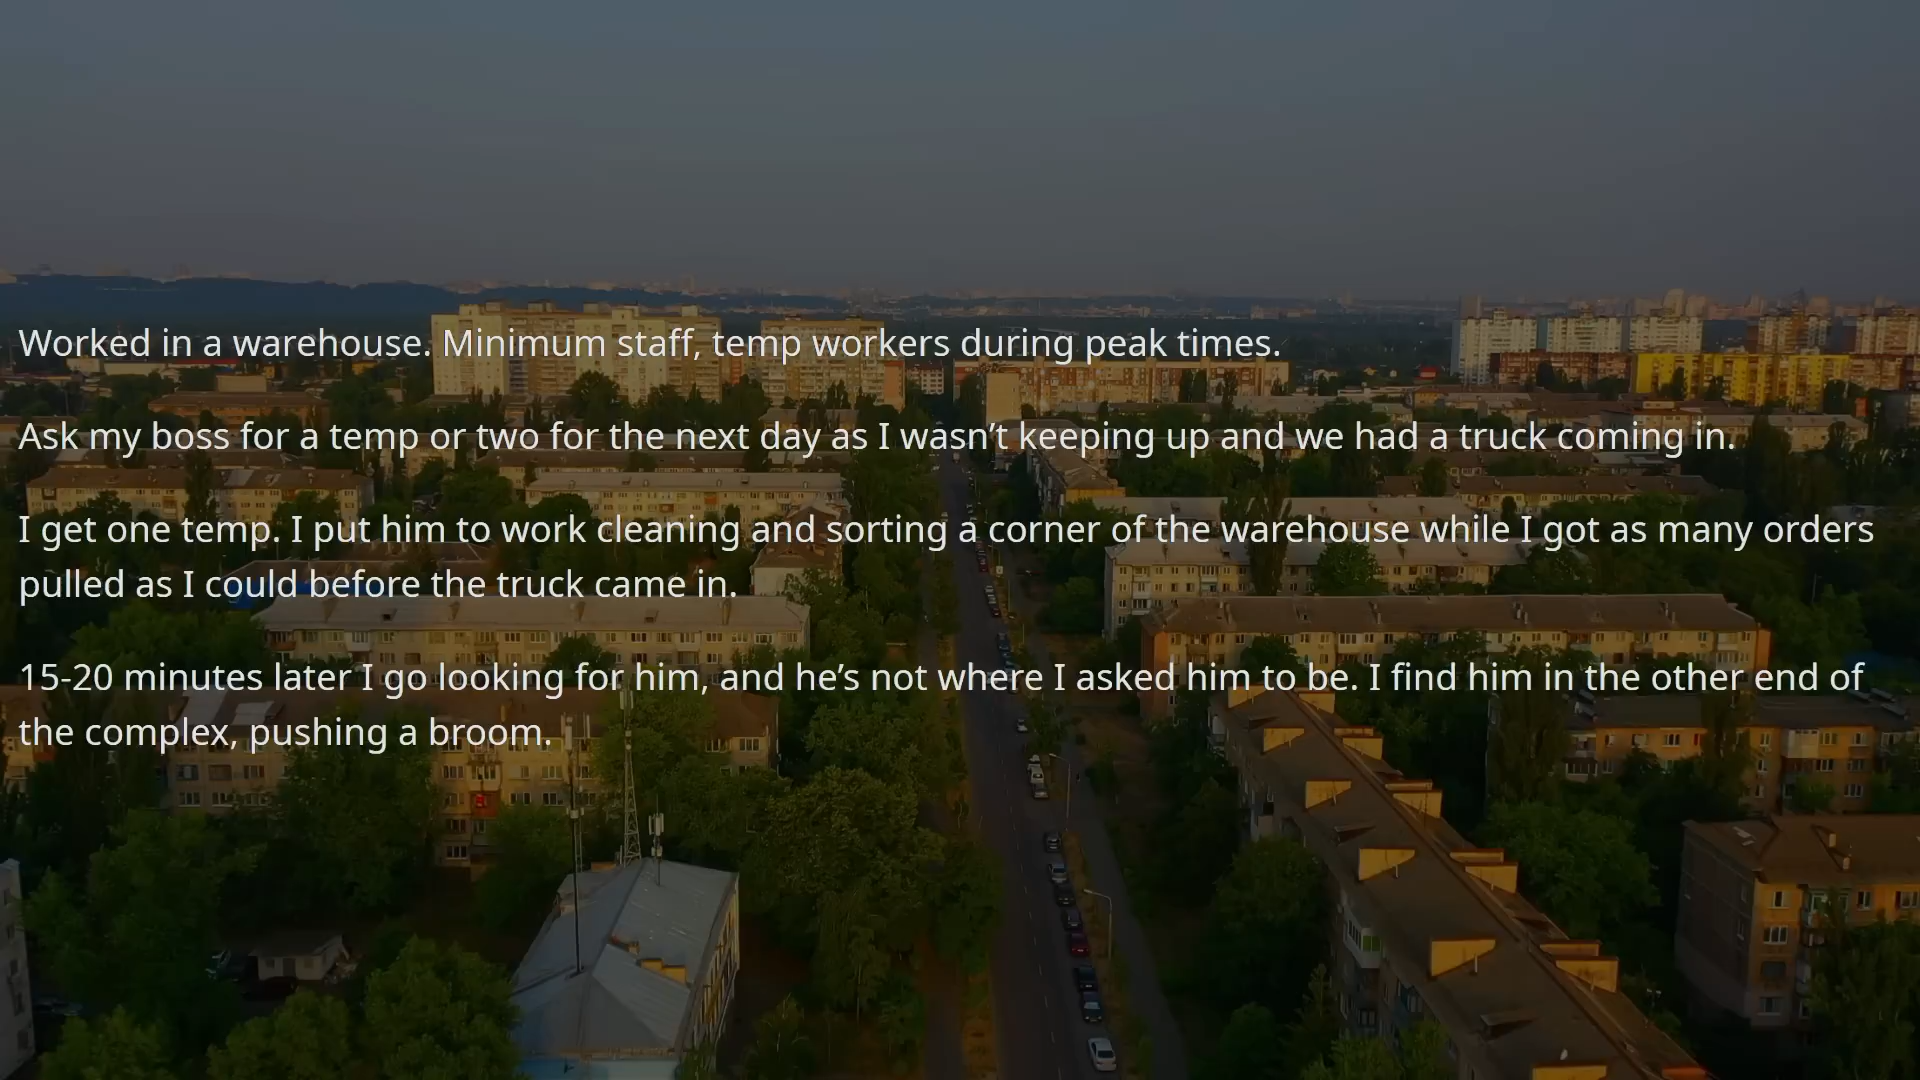 Worked in a warehouse. Minimum staff, temp workers during peak times.
Ask my boss for a temp or two for the next day as I wasn’t keeping up and we had a truck coming in.
I get one temp. I put him to work cleaning and sorting a corner of the warehouse while I got as many orders
pulled as I could before the truck came in.
15-20 minutes later I go looking for him, and he’s not where I asked him to be. I find him in the other end of
the complex, pushing a broom.